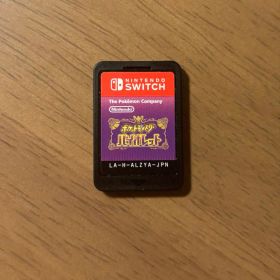 NINTENDO
SWITCH
The Pokémon Company
Nintendo
ポケットモンスター
バイオレット
LA-H-ALZYA-JPN